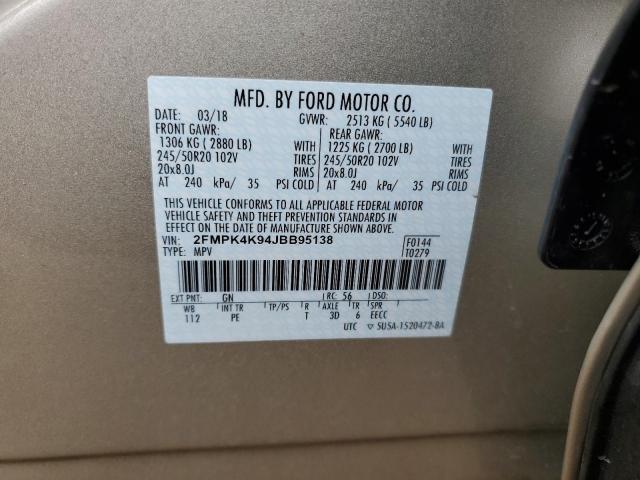 MFD. BY FORD MOTOR CO.
DATE: 03/18 GVWR: 2513 KG ( 5540 LB)
FRONT GAWR: REAR GAWR:
1306 KG ( 2880 LB) WITH 1225 KG ( 2700 LB) WITH
245/50R20 102V TIRES 245/50R20 102V TIRES
20x8.0J RIMS 20x8.0J RIMS
AT 240 kPa/ 35 PSI COLD AT 240 kPa/ 35 PSI COLD
THIS VEHICLE CONFORMS TO ALL APPLICABLE FEDERAL MOTOR
VEHICLE SAFETY AND THEFT PREVENTION STANDARDS IN
EFFECT ON THE DATE OF MANUFACTURE SHOWN ABOVE.
VIN: 2FMPK4K94JBB95138 F0144
TYPE: MPV T0279
EXT PNT: GN RC: 56 DSO:
WB INT TR TP/PS R AXLE TR SPR
112 PE T 3D 6 EECC
UTC 5USA-1520472-BA